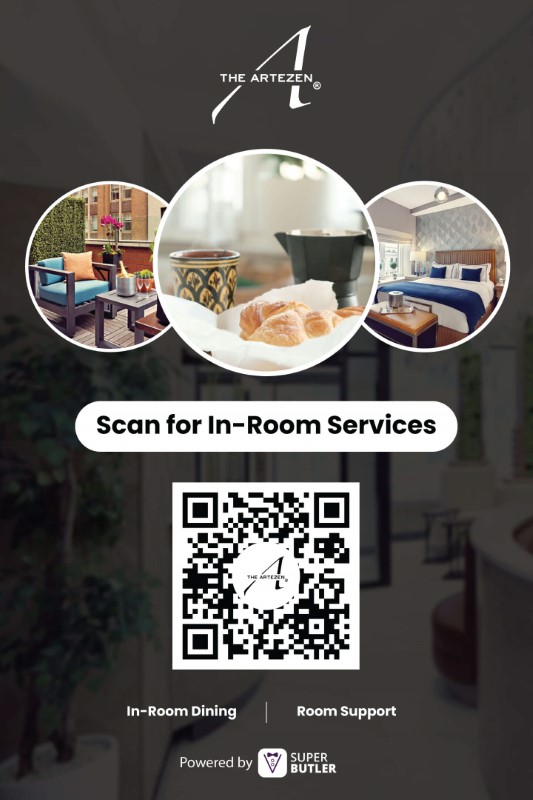 THE ARTEZEN®
Scan for In-Room Services
THE ARTEZEN®
In-Room Dining | Room Support
Powered by SUPER
BUTLER